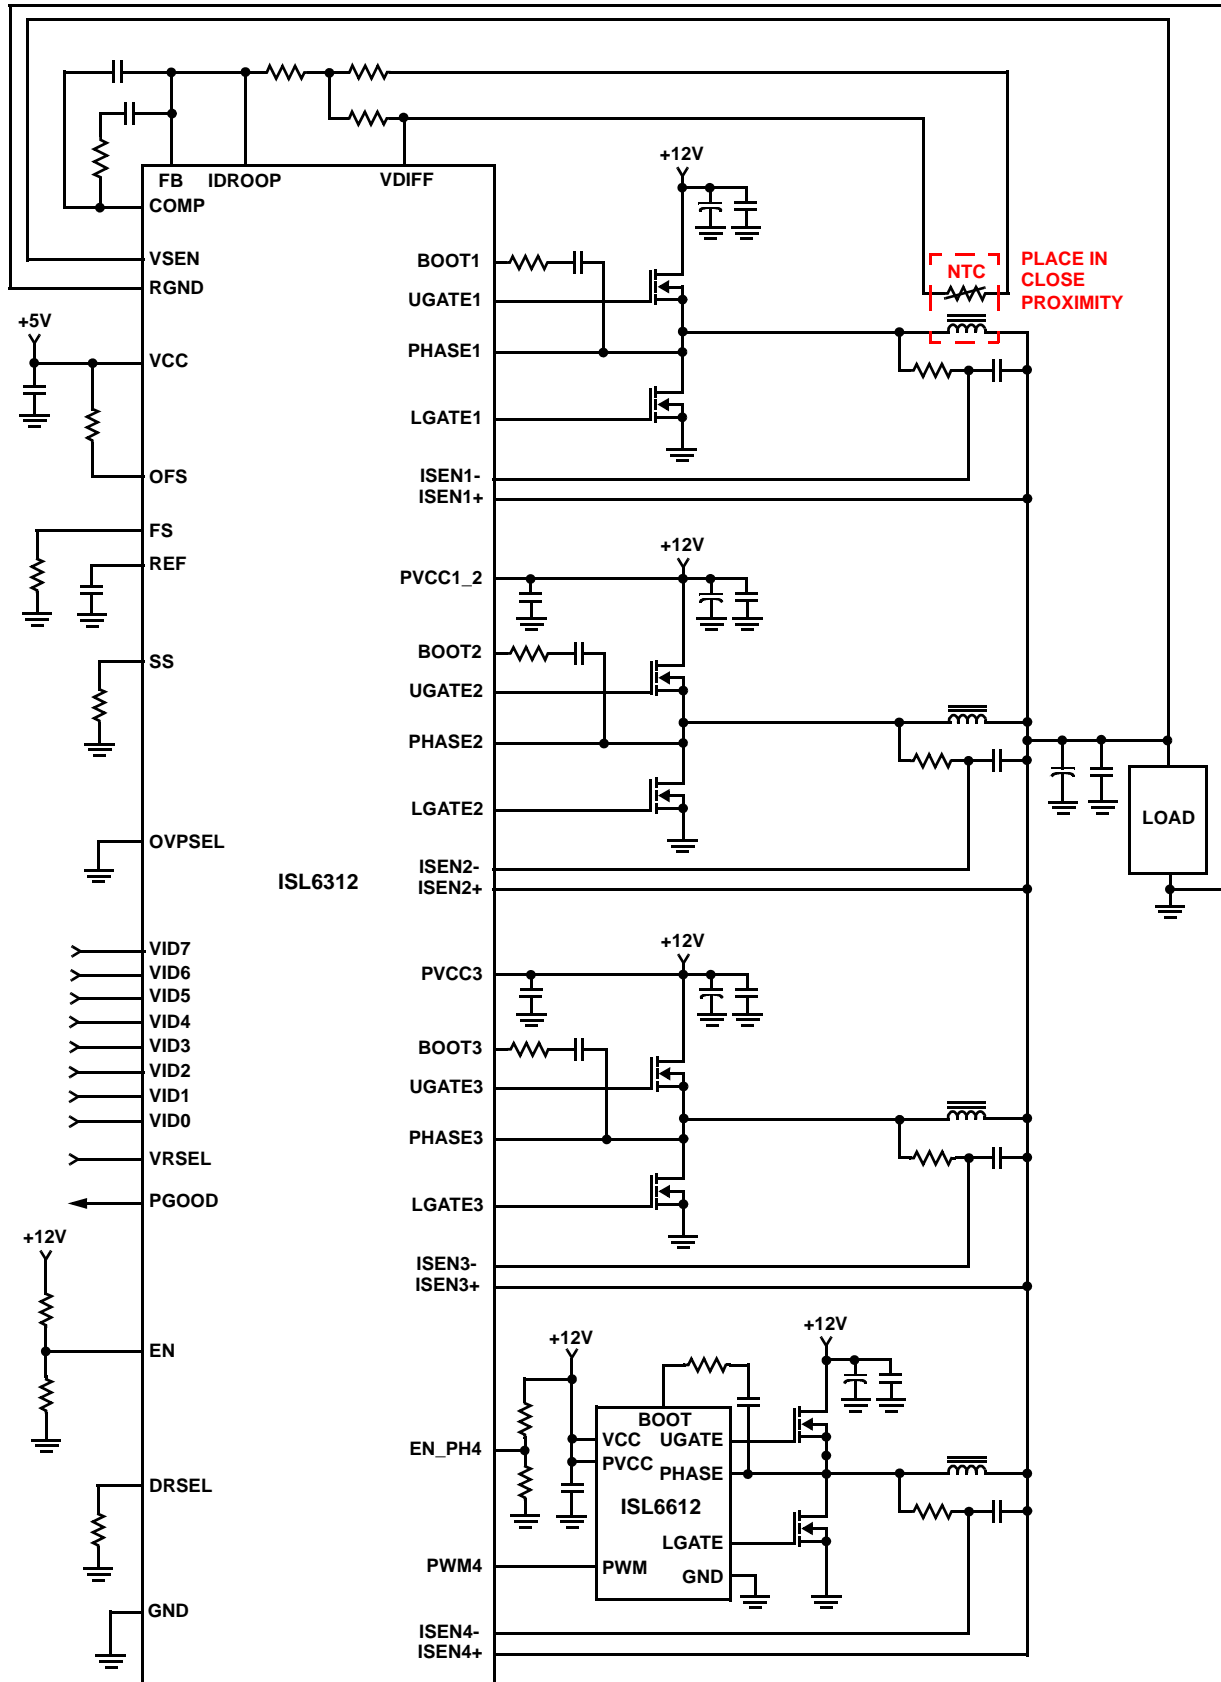 FB IDROOP VDIFF
COMP
VSEN
RGND
+5V
VCC
OFS
FS
REF
SS
OVPSEL
ISL6312
VID7
VID6
VID5
VID4
VID3
VID2
VID1
VID0
VRSEL
PGOOD
+12V
EN
DRSEL
GND
+12V
BOOT1
UGATE1
PHASE1
LGATE1
ISEN1-
ISEN1+
NTC
PLACE IN
CLOSE
PROXIMITY
+12V
PVCC1_2
BOOT2
UGATE2
PHASE2
LGATE2
ISEN2-
ISEN2+
LOAD
+12V
PVCC3
BOOT3
UGATE3
PHASE3
LGATE3
ISEN3-
ISEN3+
+12V
+12V
EN_PH4
BOOT
VCC
UGATE
PVCC
PHASE
ISL6612
LGATE
PWM4
PWM
GND
ISEN4-
ISEN4+